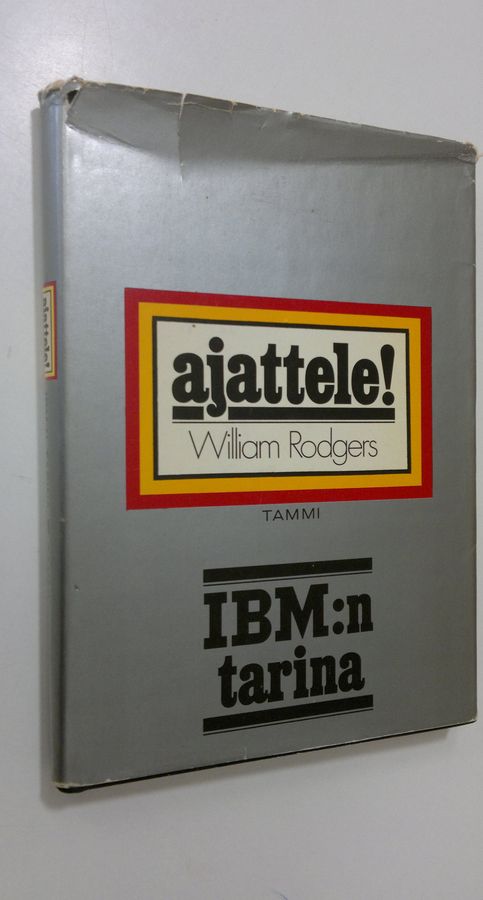 ajattele!
ajattele!
William Rodgers
TAMMI
IBM:n
tarina